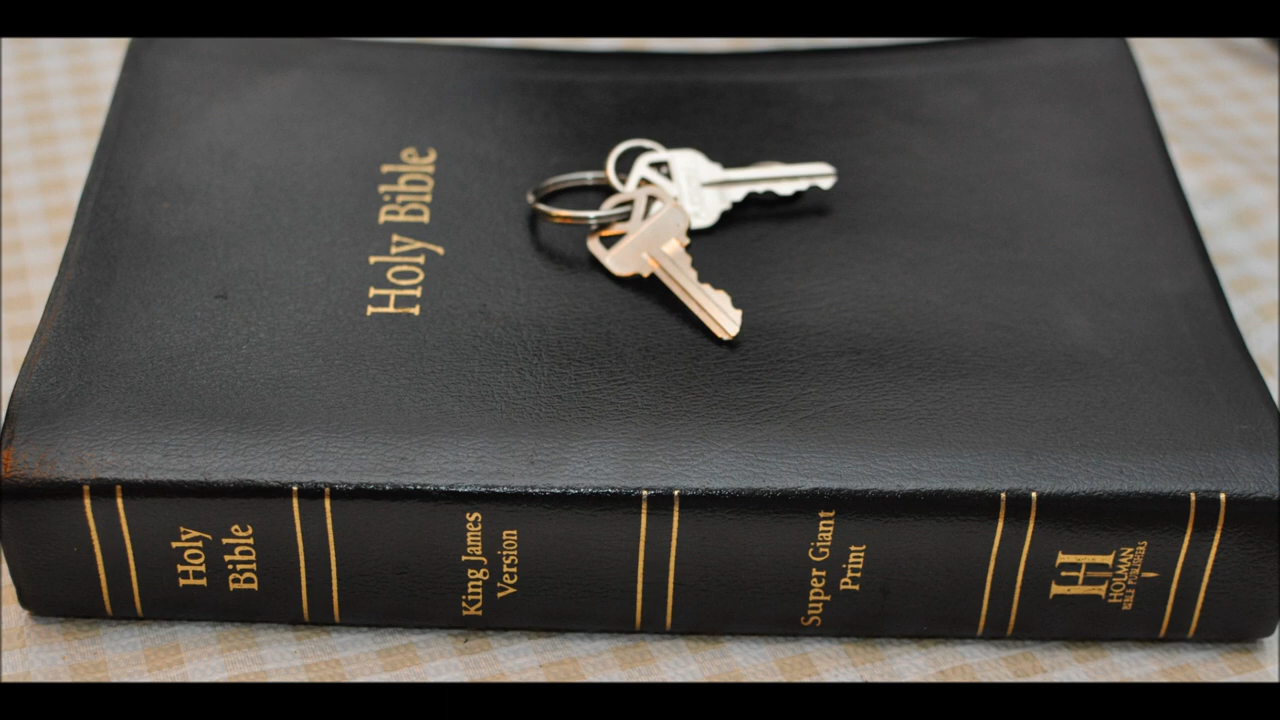 Holy Bible
Holy
Bible
King James
Version
Super Giant
Print
HOLMAN
BIBLE PUBLISHERS